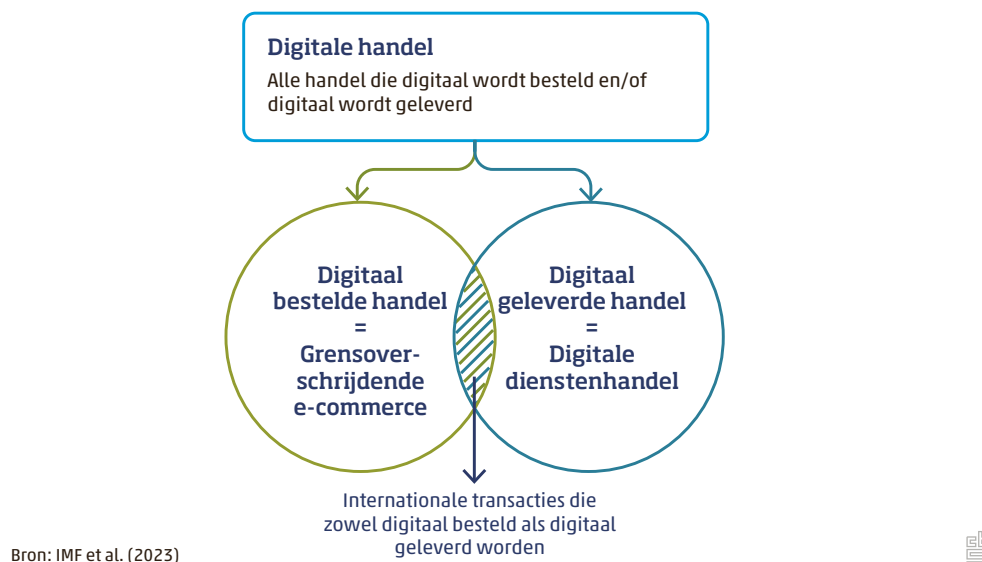 Digitale handel
Alle handel die digitaal wordt besteld en/of
digitaal wordt geleverd
Digitaal
bestelde handel
=
Grensover-
schrijdende
e-commerce
Digitaal
geleverde handel
=
Digitale
dienstenhandel
Internationale transacties die
zowel digitaal besteld als digitaal
geleverd worden
Bron: IMF et al. (2023)